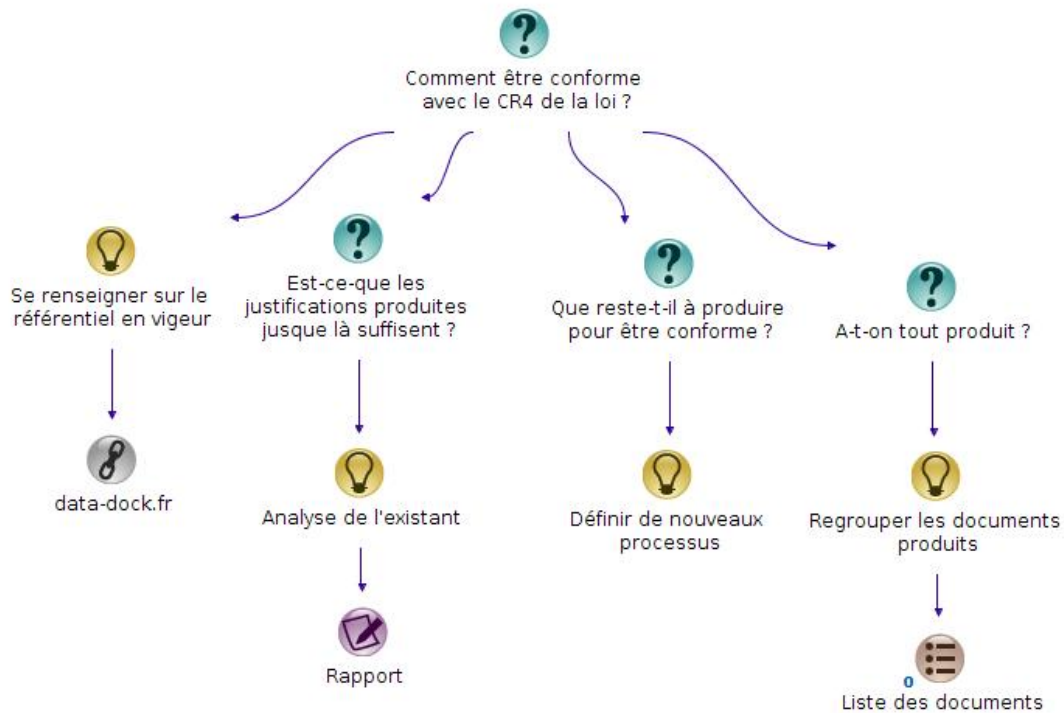 Comment être conforme
avec le CR4 de la loi ?
Se renseigner sur le
référentiel en vigeur
data-dock.fr
Est-ce-que les
justifications produites
jusque là suffisent ?
Analyse de l'existant
Rapport
Que reste-t-il à produire
pour être conforme ?
Définir de nouveaux
processus
A-t-on tout produit ?
Regrouper les documents
produits
0
Liste des documents